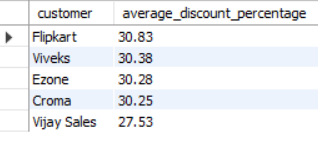 customer average_discount_percentage
Flipkart 30.83
Viveks 30.38
Ezone 30.28
Croma 30.25
Vijay Sales 27.53